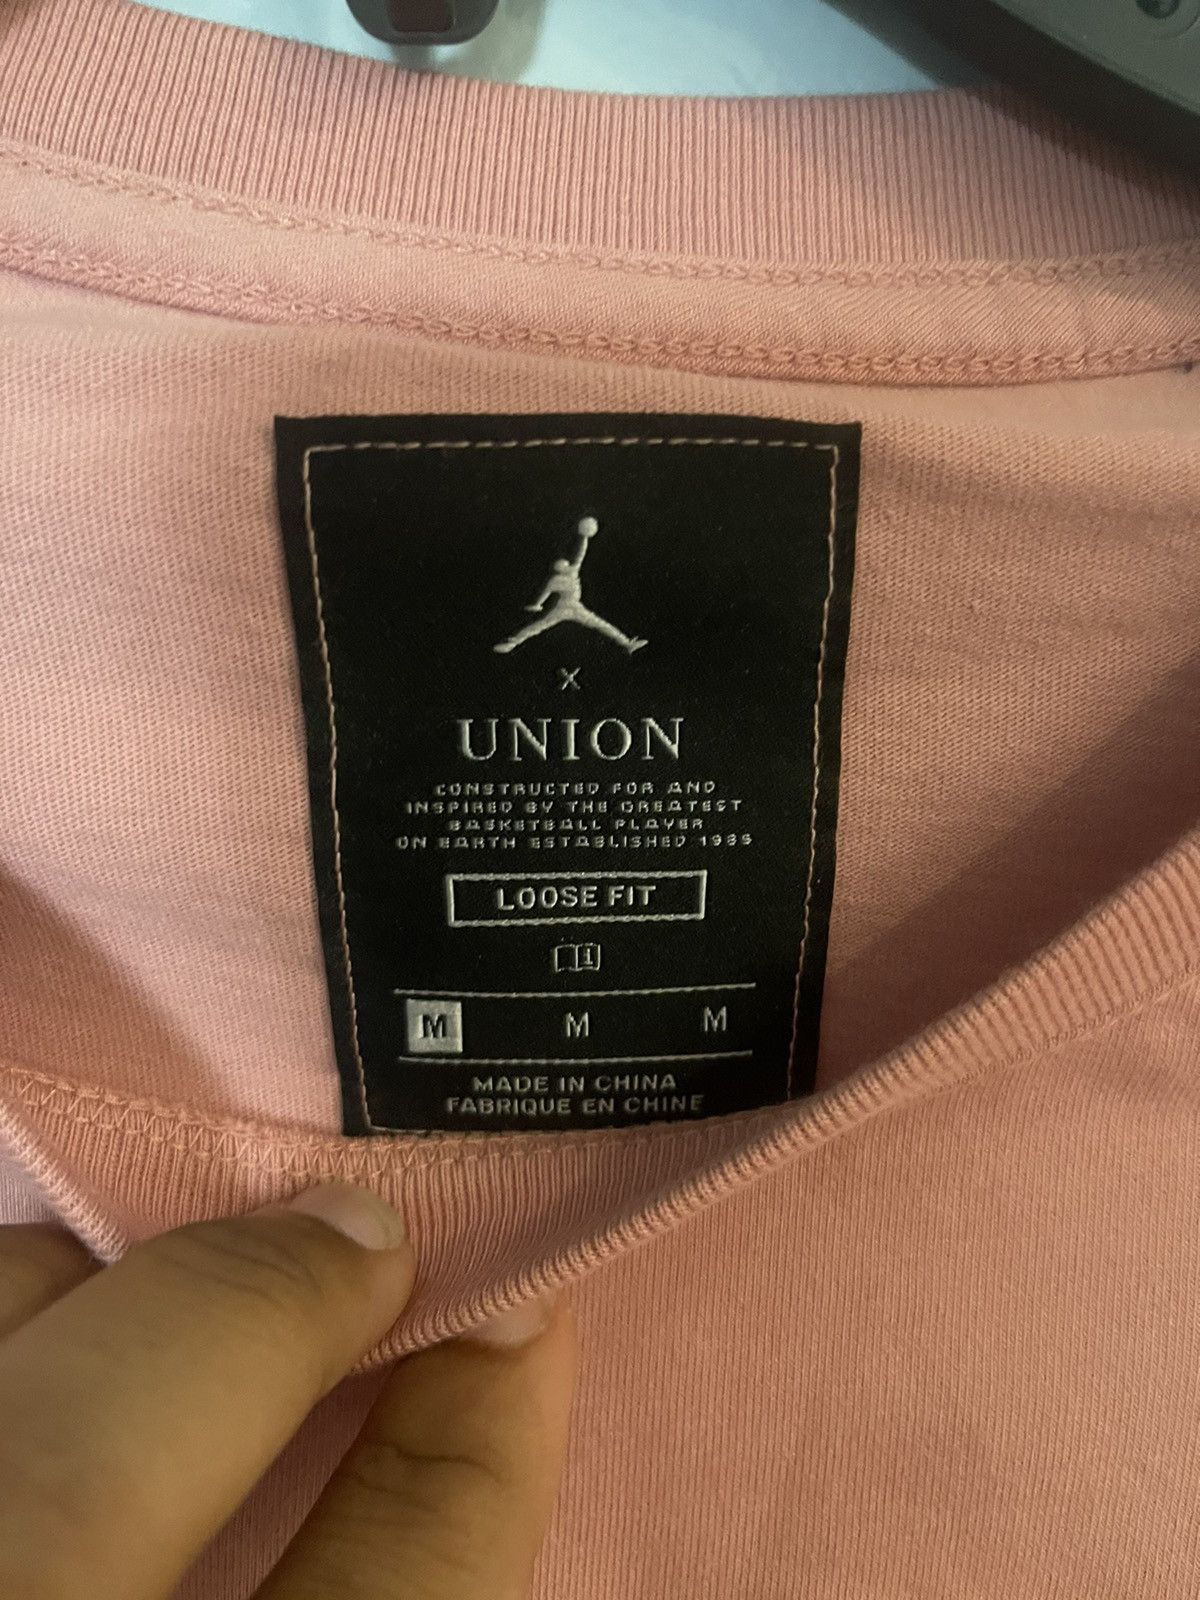 X
UNION
CONSTRUCTED FOR AND
INSPIRED BY THE GREATEST
BASKETBALL PLAYER
ON EARTH ESTABLISHED 1985
LOOSE FIT
i
M M M
MADE IN CHINA
FABRIQUE EN CHINE